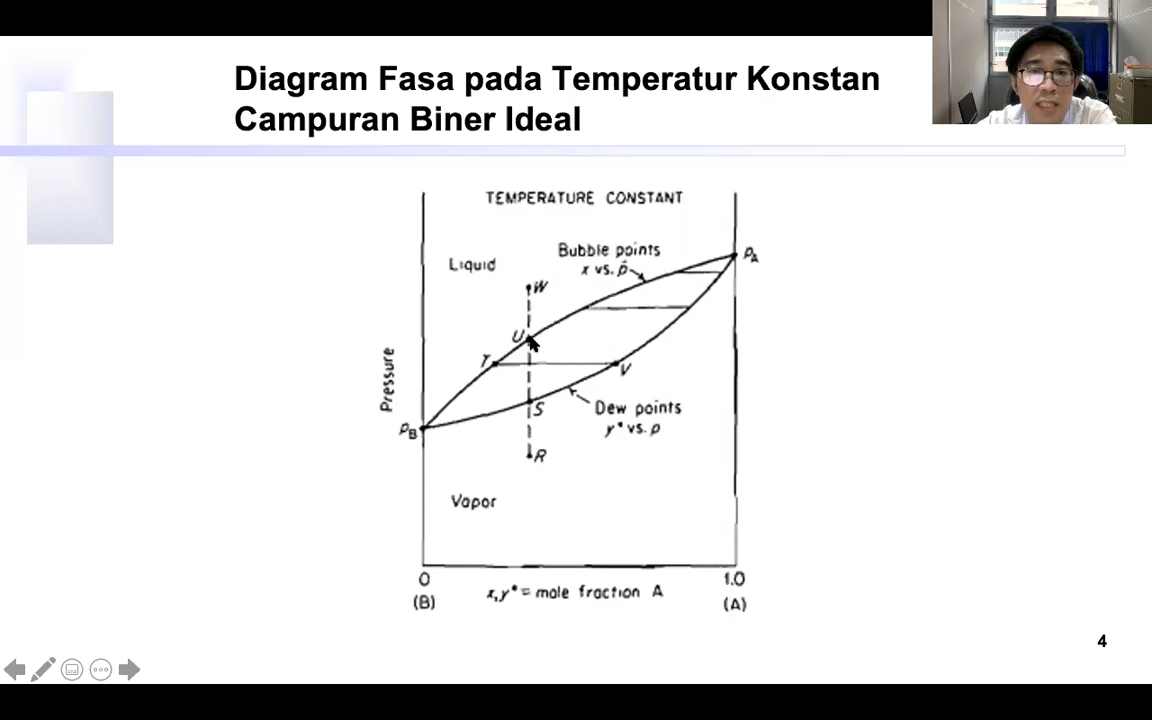 Diagram Fasa pada Temperatur Konstan
Campuran Biner Ideal
TEMPERATURE CONSTANT
Liquid
Bubble points
x vs. p
PA
W
U
T
V
S
Pressure
Dew points
y* vs. p
PB
R
Vapor
0
1.0
x, y* = mole fraction A
(B)
(A)
4